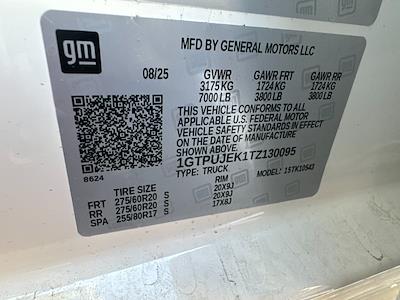 gm
MFD BY GENERAL MOTORS LLC
08/25 GVWR GAWR FRT GAWR RR
3175 KG 1724 KG 1724 KG
7000 LB 3800 LB 3800 LB
THIS VEHICLE CONFORMS TO ALL
APPLICABLE U.S. FEDERAL MOTOR
VEHICLE SAFETY STANDARDS IN EFFECT
ON THE DATE OF MANUFACTURE SHOWN ABOVE.
1GTPUJEK1TZ130095
TYPE: TRUCK MODEL: 15TK10543
8624
TIRE SIZE RIM
FRT 275/60R20 S 20X9J
RR 275/60R20 S 20X9J
SPA 255/80R17 S 17X8J